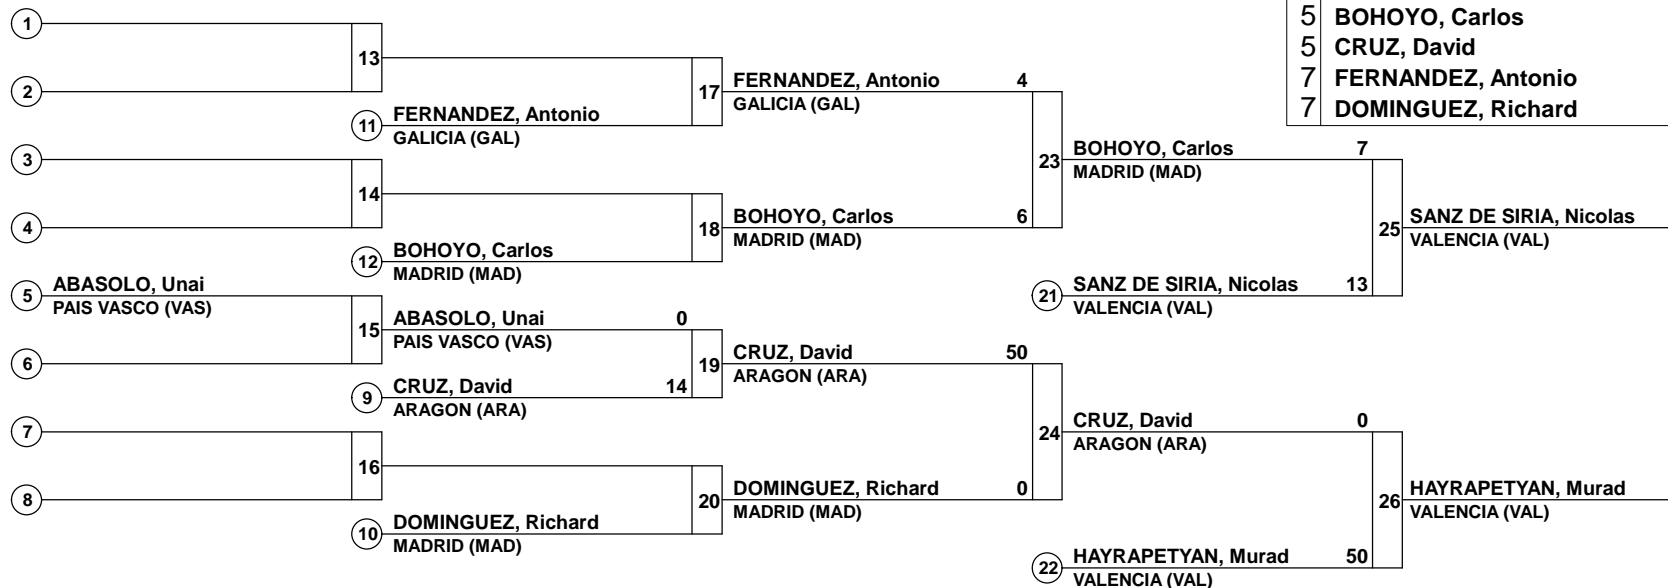 5 BOHOYO, Carlos
5 CRUZ, David
7 FERNANDEZ, Antonio
7 DOMINGUEZ, Richard
1
2
13
3
4
14
5 ABASOLO, Unai
PAIS VASCO (VAS)
6
15
7
8
16
11 FERNANDEZ, Antonio
GALICIA (GAL)
17
12 BOHOYO, Carlos
MADRID (MAD)
18
ABASOLO, Unai 0
PAIS VASCO (VAS)
9 CRUZ, David 14
ARAGON (ARA)
19
10 DOMINGUEZ, Richard
MADRID (MAD)
20
FERNANDEZ, Antonio 4
GALICIA (GAL)
BOHOYO, Carlos 6
MADRID (MAD)
23
CRUZ, David 50
ARAGON (ARA)
DOMINGUEZ, Richard 0
MADRID (MAD)
24
BOHOYO, Carlos 7
MADRID (MAD)
21 SANZ DE SIRIA, Nicolas 13
VALENCIA (VAL)
25
CRUZ, David 0
ARAGON (ARA)
22 HAYRAPETYAN, Murad 50
VALENCIA (VAL)
26
SANZ DE SIRIA, Nicolas
VALENCIA (VAL)
HAYRAPETYAN, Murad
VALENCIA (VAL)